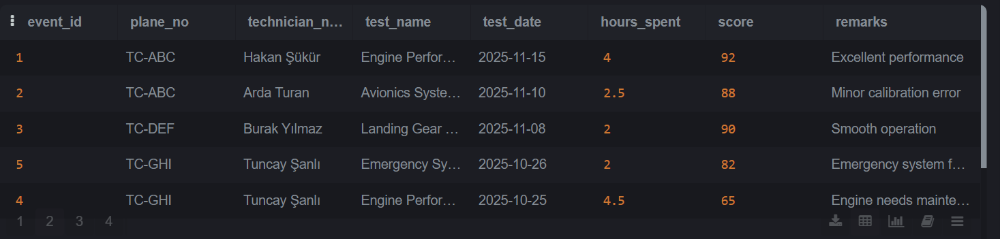 event_id plane_no technician_n… test_name test_date hours_spent score remarks
1 TC-ABC Hakan Şükür Engine Perfor… 2025-11-15 4 92 Excellent performance
2 TC-ABC Arda Turan Avionics Syste… 2025-11-10 2.5 88 Minor calibration error
3 TC-DEF Burak Yılmaz Landing Gear … 2025-11-08 2 90 Smooth operation
5 TC-GHI Tuncay Şanlı Emergency Sy… 2025-10-26 2 82 Emergency system f…
4 TC-GHI Tuncay Şanlı Engine Perfor… 2025-10-25 4.5 65 Engine needs mainte…
1 2 3 4